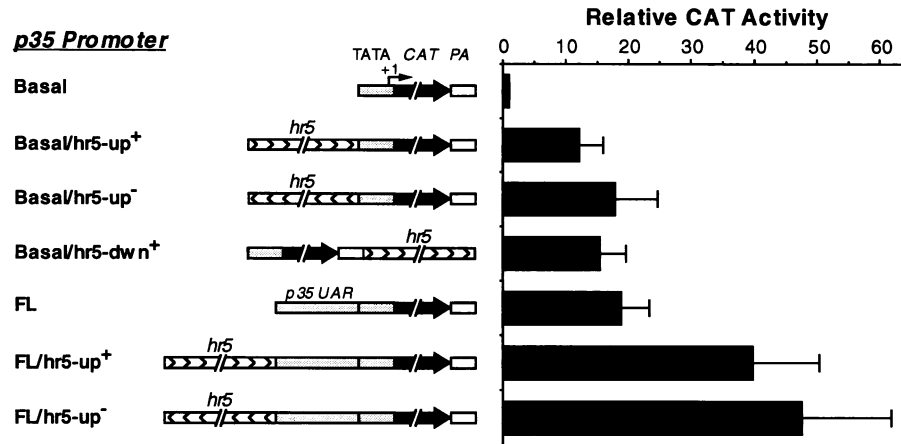 Relative CAT Activity
p35 Promoter
0 10 20 30 40 50 60
TATA CAT PA
+1
Basal
hr5
Basal/hr5-up+
hr5
Basal/hr5-up-
hr5
Basal/hr5-dwn+
p35 UAR
FL
hr5
FL/hr5-up+
hr5
FL/hr5-up-